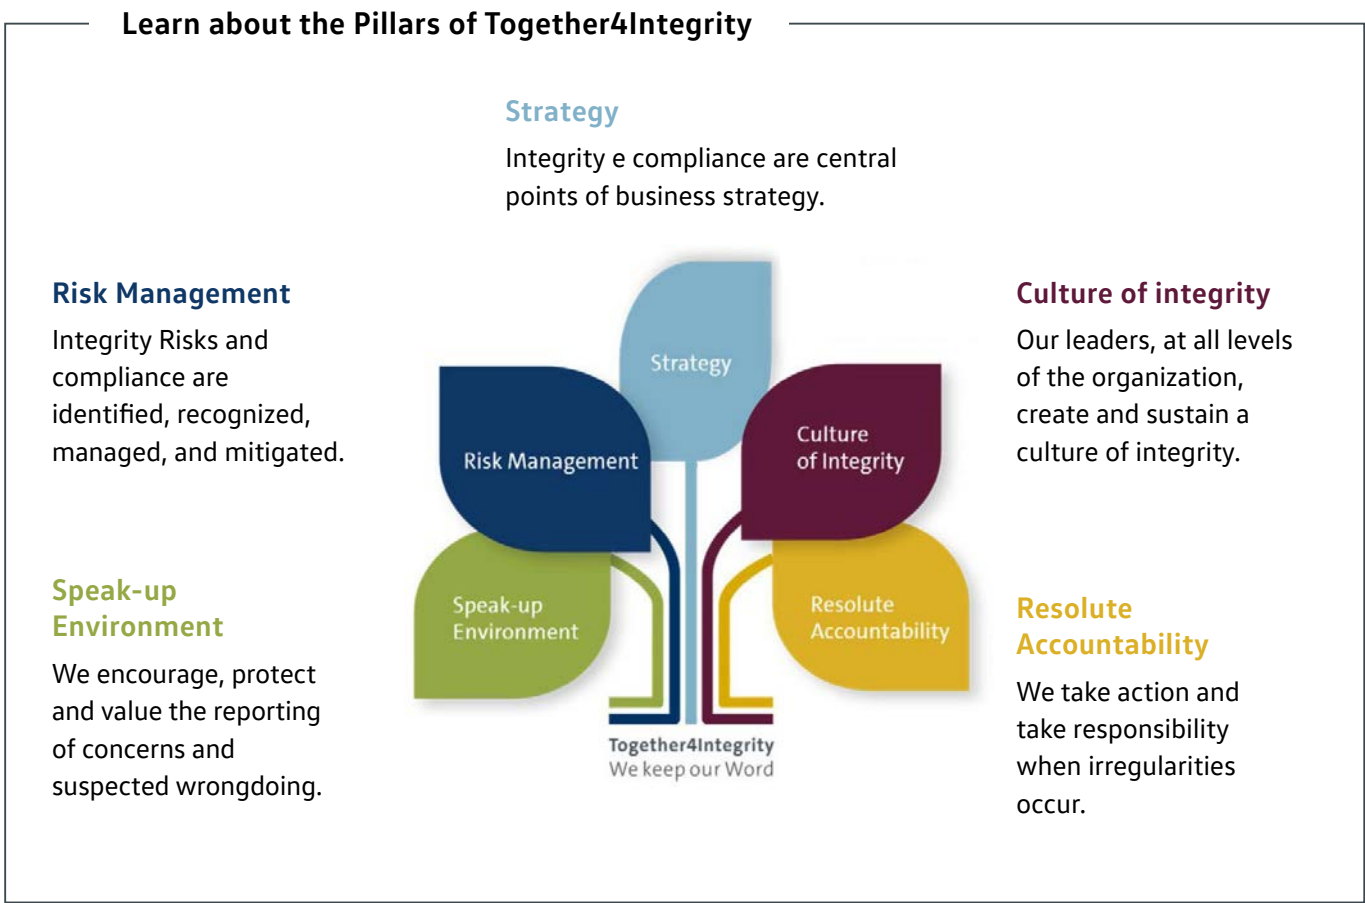 Learn about the Pillars of Together4Integrity
Strategy
Integrity e compliance are central
points of business strategy.
Risk Management
Integrity Risks and
compliance are
identified, recognized,
managed, and mitigated.
Speak-up
Environment
We encourage, protect
and value the reporting
of concerns and
suspected wrongdoing.
Strategy
Risk Management
Culture
of Integrity
Speak-up
Environment
Resolute
Accountability
Together4Integrity
We keep our Word
Culture of integrity
Our leaders, at all levels
of the organization,
create and sustain a
culture of integrity.
Resolute
Accountability
We take action and
take responsibility
when irregularities
occur.